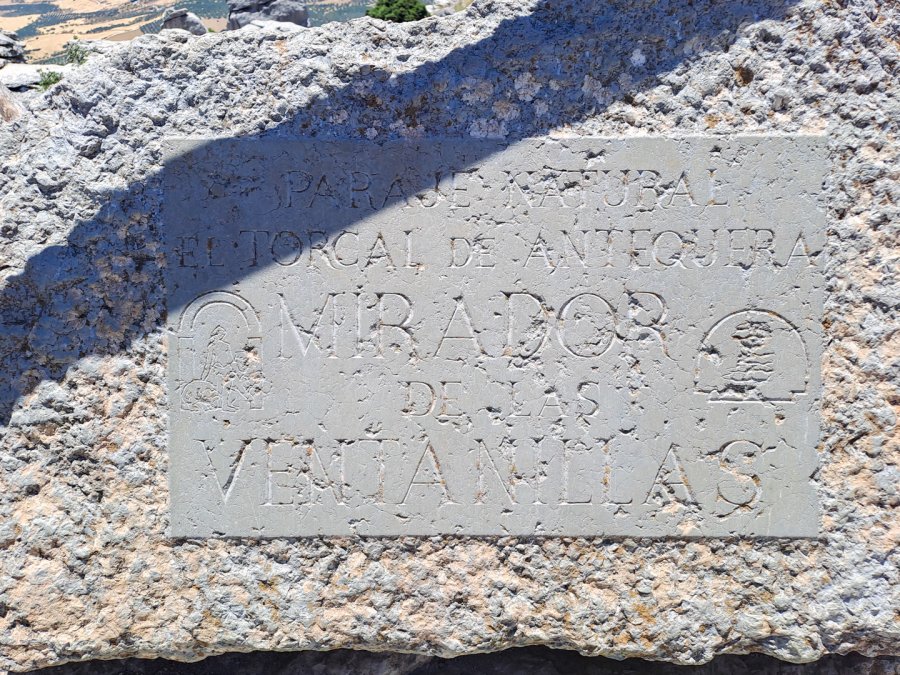 PARAJE NATURAL
EL TORCAL DE ANTEQUERA
MIRADOR
DE LAS
VENTANILLAS